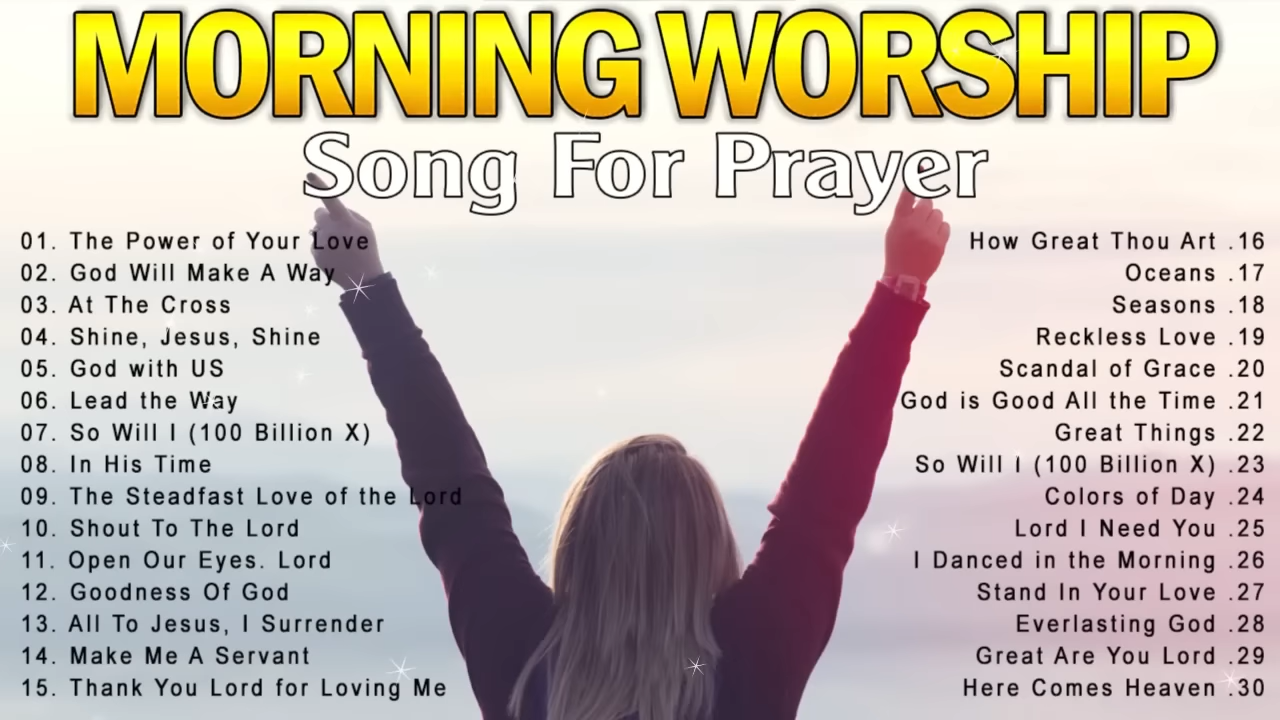 MORNING WORSHIP
Song For Prayer
01. The Power of Your Love
02. God Will Make A Way
03. At The Cross
04. Shine, Jesus, Shine
05. God with US
06. Lead the Way
07. So Will I (100 Billion X)
08. In His Time
09. The Steadfast Love of the Lord
10. Shout To The Lord
11. Open Our Eyes. Lord
12. Goodness Of God
13. All To Jesus, I Surrender
14. Make Me A Servant
15. Thank You Lord for Loving Me
How Great Thou Art .16
Oceans .17
Seasons .18
Reckless Love .19
Scandal of Grace .20
God is Good All the Time .21
Great Things .22
So Will I (100 Billion X) .23
Colors of Day .24
Lord I Need You .25
I Danced in the Morning .26
Stand In Your Love .27
Everlasting God .28
Great Are You Lord .29
Here Comes Heaven .30